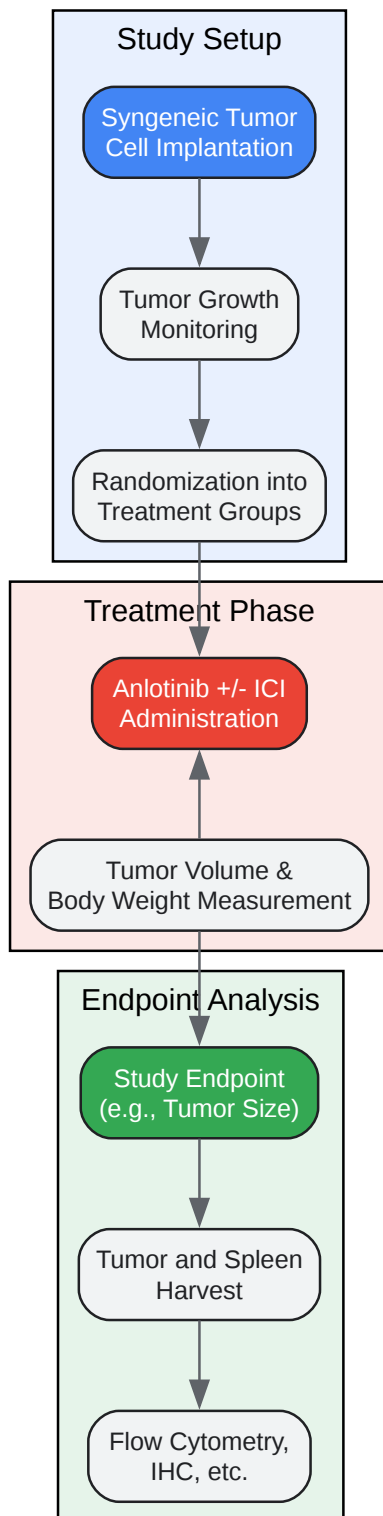 Study Setup
Syngeneic Tumor
Cell Implantation
Tumor Growth
Monitoring
Randomization into
Treatment Groups
Treatment Phase
Anlotinib +/- ICI
Administration
Tumor Volume &
Body Weight Measurement
Endpoint Analysis
Study Endpoint
(e.g., Tumor Size)
Tumor and Spleen
Harvest
Flow Cytometry,
IHC, etc.